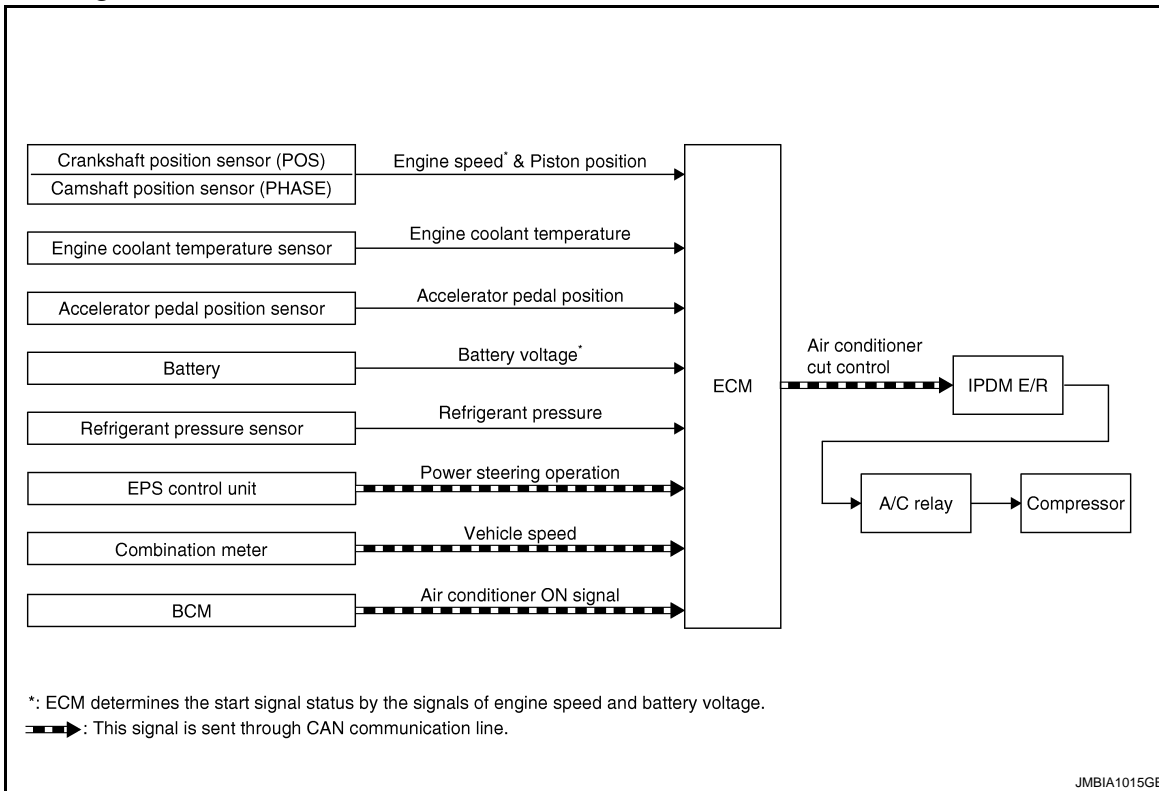 Crankshaft position sensor (POS)
Camshaft position sensor (PHASE)
Engine speed* & Piston position
Engine coolant temperature sensor
Engine coolant temperature
Accelerator pedal position sensor
Accelerator pedal position
Battery
Battery voltage*
Refrigerant pressure sensor
Refrigerant pressure
EPS control unit
Power steering operation
Combination meter
Vehicle speed
BCM
Air conditioner ON signal
ECM
Air conditioner
cut control
IPDM E/R
A/C relay
Compressor
*: ECM determines the start signal status by the signals of engine speed and battery voltage.
: This signal is sent through CAN communication line.